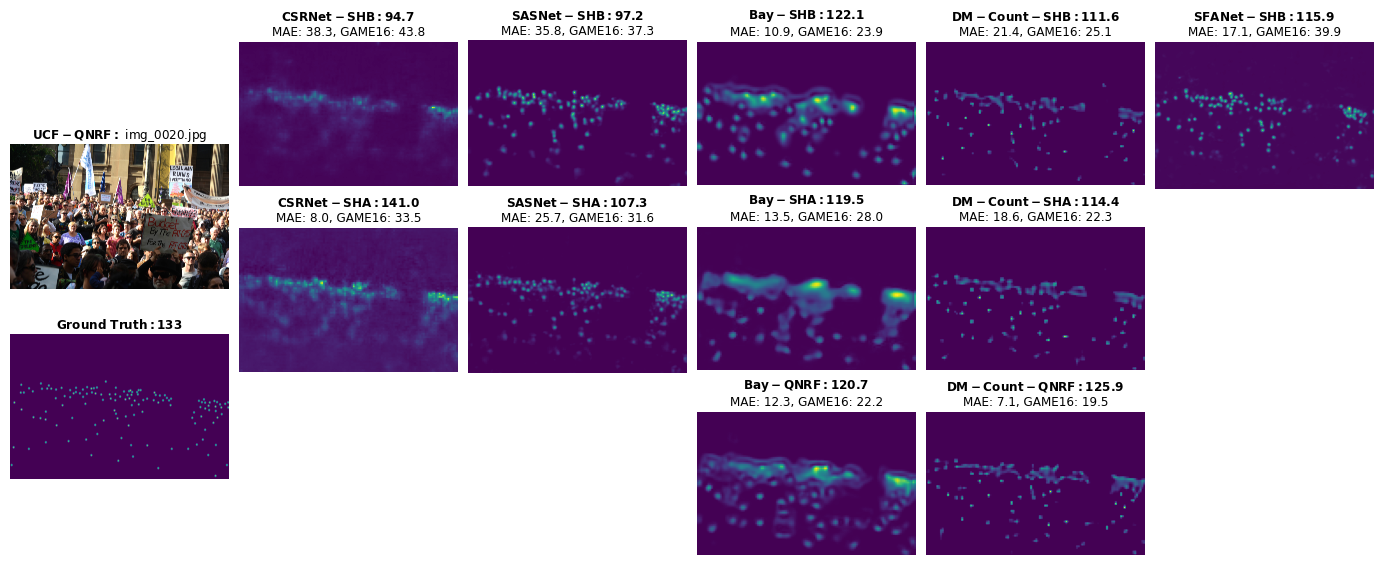 CSRNet − SHB : 94.7
MAE: 38.3, GAME16: 43.8
SASNet − SHB : 97.2
MAE: 35.8, GAME16: 37.3
Bay − SHB : 122.1
MAE: 10.9, GAME16: 23.9
DM − Count − SHB : 111.6
MAE: 21.4, GAME16: 25.1
SFANet − SHB : 115.9
MAE: 17.1, GAME16: 39.9
UCF − QNRF : img_0020.jpg
CSRNet − SHA : 141.0
MAE: 8.0, GAME16: 33.5
SASNet − SHA : 107.3
MAE: 25.7, GAME16: 31.6
Bay − SHA : 119.5
MAE: 13.5, GAME16: 28.0
DM − Count − SHA : 114.4
MAE: 18.6, GAME16: 22.3
Ground Truth : 133
Bay − QNRF : 120.7
MAE: 12.3, GAME16: 22.2
DM − Count − QNRF : 125.9
MAE: 7.1, GAME16: 19.5